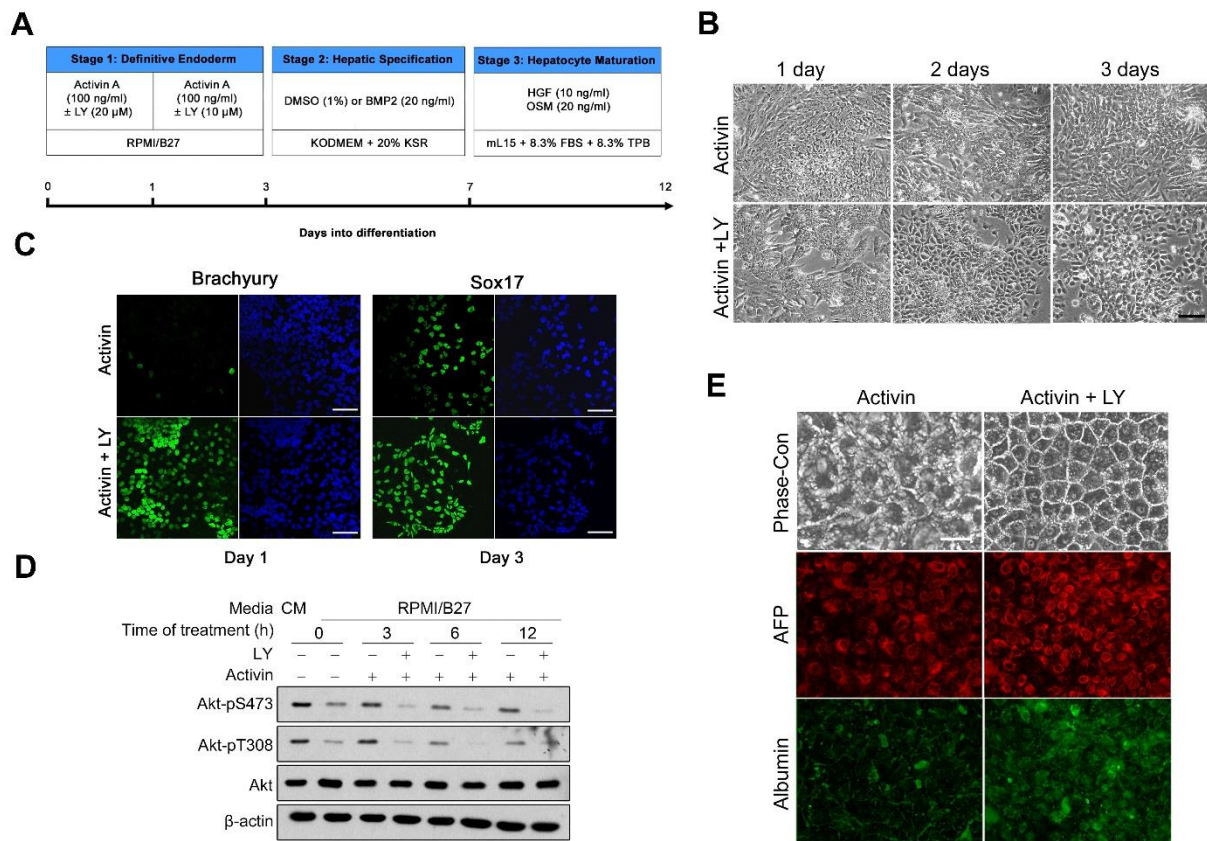 A
Stage 1: Definitive Endoderm
Activin A
(100 ng/ml)
± LY (20 µM)
Activin A
(100 ng/ml)
± LY (10 µM)
RPMI/B27
Stage 2: Hepatic Specification
DMSO (1%) or BMP2 (20 ng/ml)
KODMEM + 20% KSR
Stage 3: Hepatocyte Maturation
HGF (10 ng/ml)
OSM (20 ng/ml)
mL15 + 8.3% FBS + 8.3% TPB
0 1 3 7 12
Days into differentiation
B
1 day 2 days 3 days
Activin
Activin +LY
C
Brachyury Sox17
Activin
Activin + LY
Day 1 Day 3
D
Media CM RPMI/B27
Time of treatment (h) 0 3 6 12
LY – – – + – + – +
Activin – – + + + + + +
Akt-pS473
Akt-pT308
Akt
β-actin
E
Activin Activin + LY
Phase-Con
AFP
Albumin